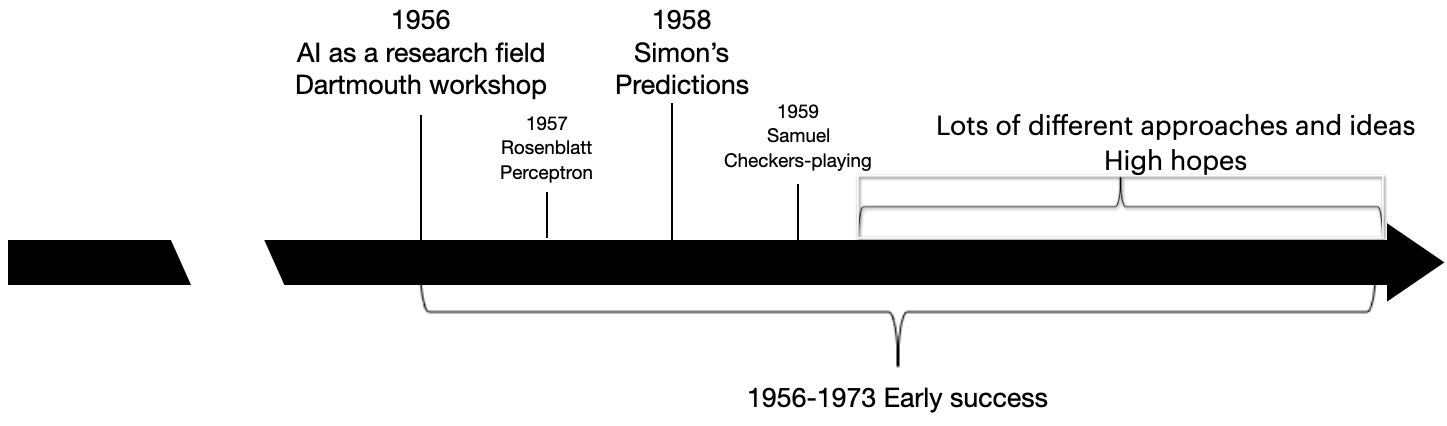 1956
AI as a research field
Dartmouth workshop
1957
Rosenblatt
Perceptron
1958
Simon’s
Predictions
1959
Samuel
Checkers-playing
Lots of different approaches and ideas
High hopes
1956-1973 Early success